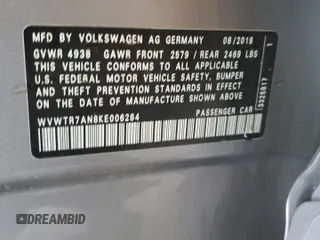 MFD BY VOLKSWAGEN AG GERMANY 08/2018
GVWR 4938 GAWR FRONT 2579 / REAR 2469 LBS
THIS VEHICLE CONFORMS TO ALL APPLICABLE
U.S. FEDERAL MOTOR VEHICLE SAFETY, BUMPER
AND THEFT PREVENTION STANDARDS IN EFFECT
ON THE DATE OF MANUFACTURE SHOWN ABOVE
WVWTR7AN8KE006284
PASSENGER CAR
DREAMBID